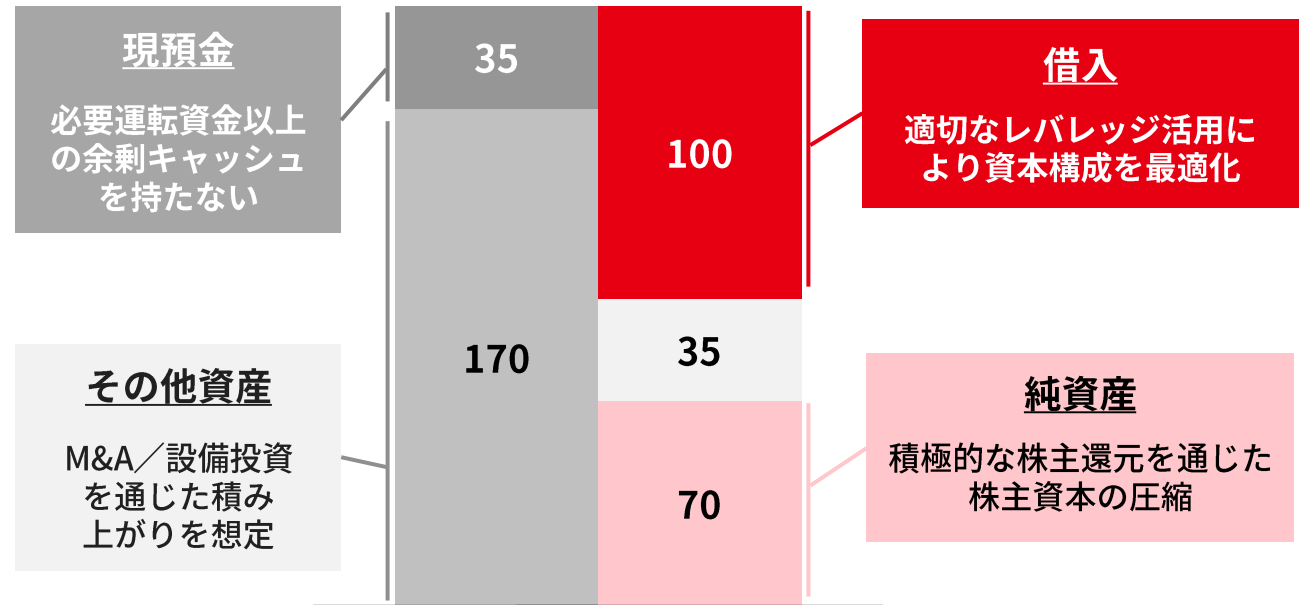 現預金
必要運転資金以上
の余剰キャッシュ
を持たない
その他資産
M&A／設備投資
を通じた積み
上がりを想定
35
170
100
35
70
借入
適切なレバレッジ活用に
より資本構成を最適化
純資産
積極的な株主還元を通じた
株主資本の圧縮